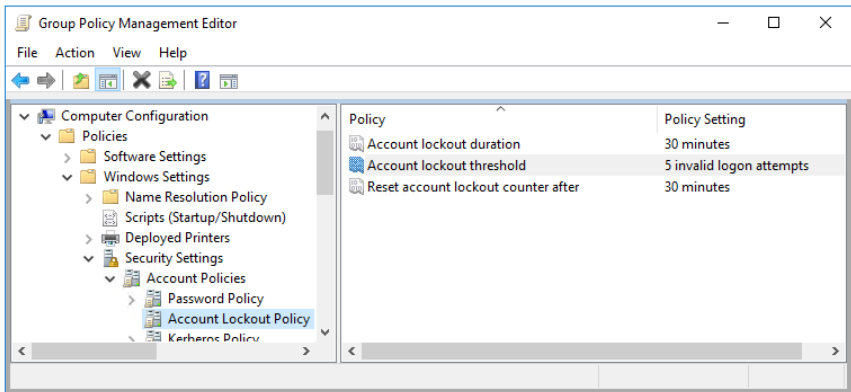 Group Policy Management Editor
File Action View Help
Computer Configuration
Policies
Software Settings
Windows Settings
Name Resolution Policy
Scripts (Startup/Shutdown)
Deployed Printers
Security Settings
Account Policies
Password Policy
Account Lockout Policy
Kerberos Policy
Policy Policy Setting
Account lockout duration 30 minutes
Account lockout threshold 5 invalid logon attempts
Reset account lockout counter after 30 minutes